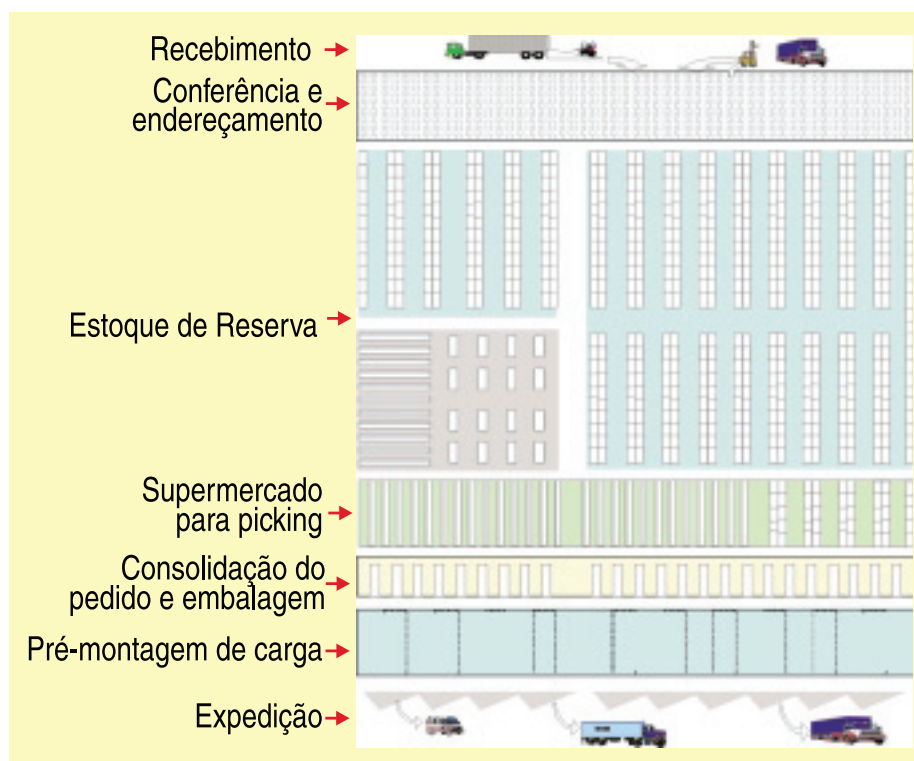 Recebimento
Conferência e
endereçamento
Estoque de Reserva
Supermercado
para picking
Consolidação do
pedido e embalagem
Pré-montagem de carga
Expedição